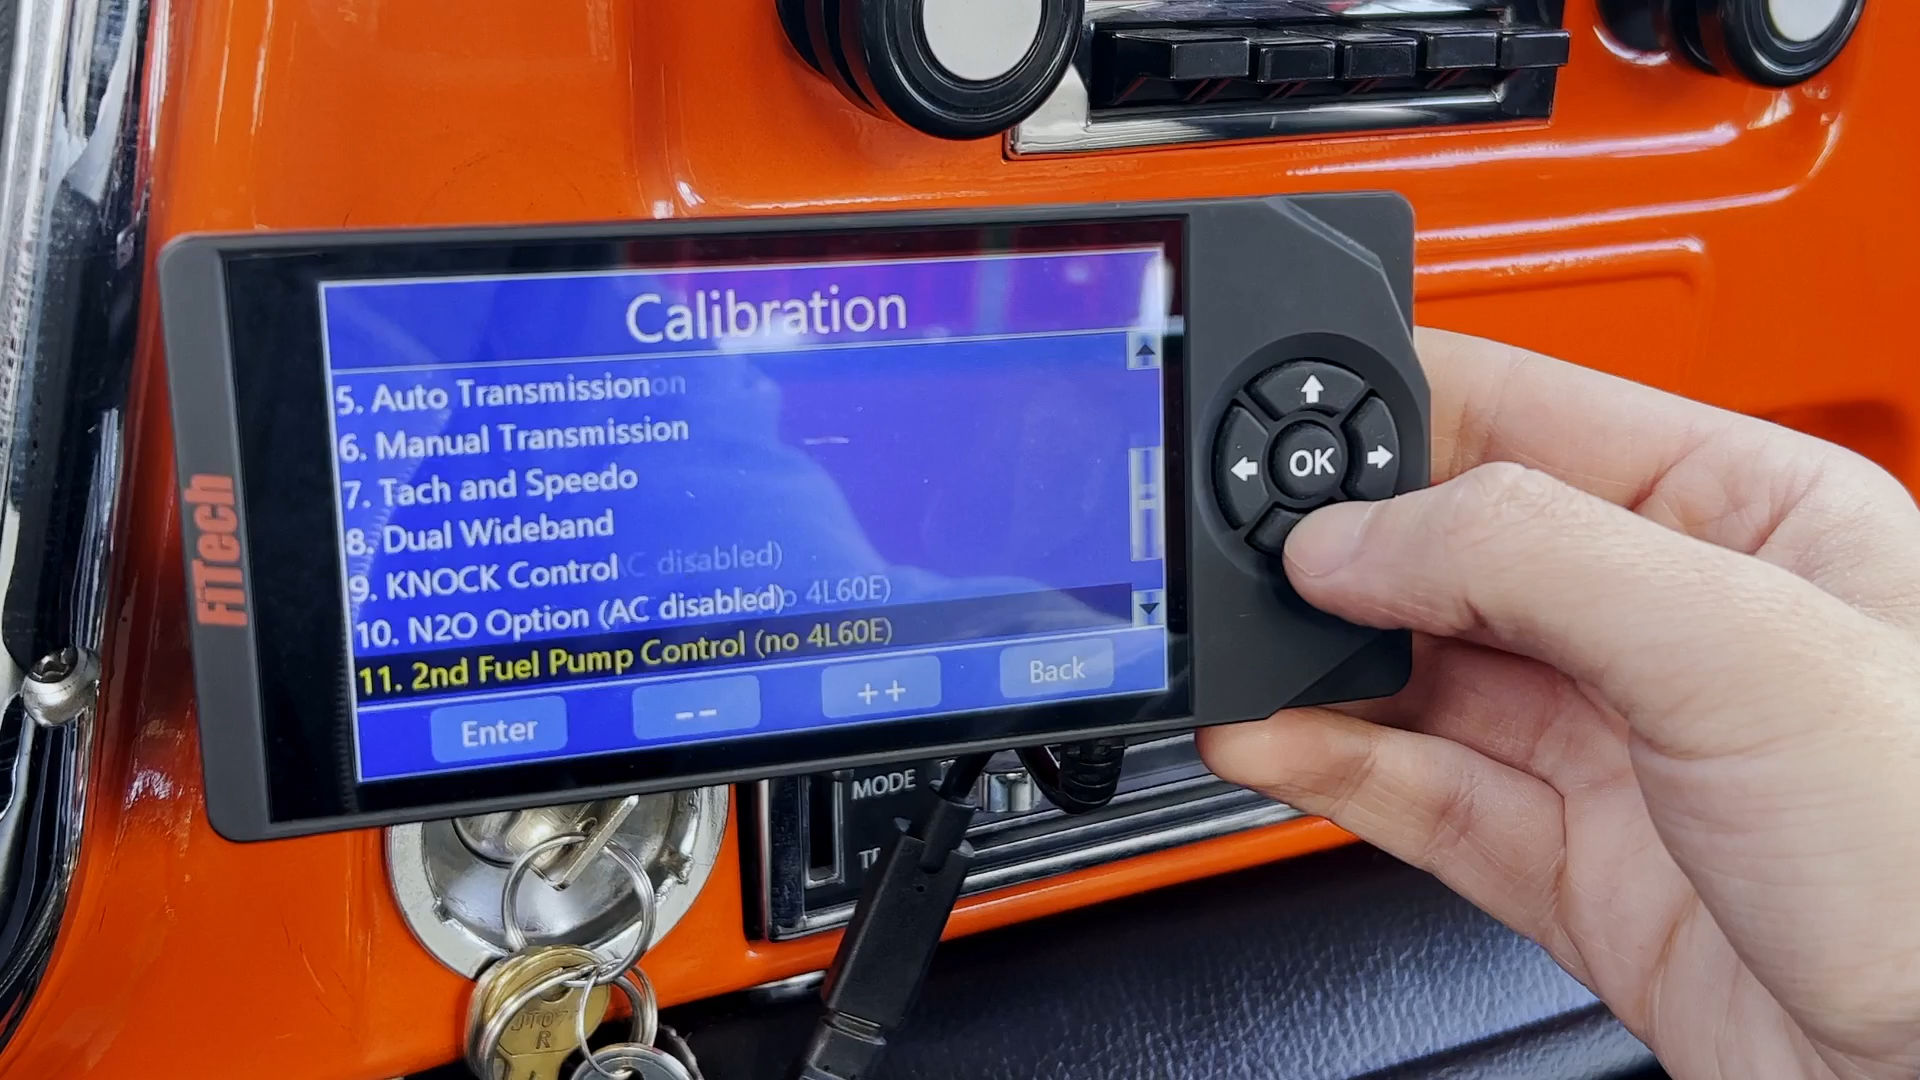 Calibration
5. Auto Transmission
6. Manual Transmission
7. Tach and Speedo
8. Dual Wideband
9. KNOCK Control
10. N2O Option (AC disabled)
11. 2nd Fuel Pump Control (no 4L60E)
Enter
--
++
Back
FiTech
OK
MODE
R